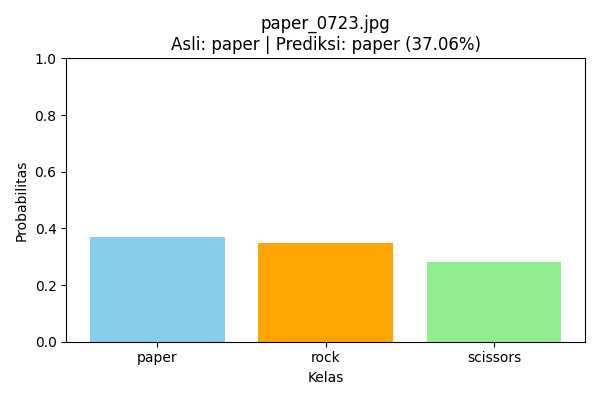 paper_0723.jpg
Asli: paper | Prediksi: paper (37.06%)
1.0
0.8
0.6
0.4
0.2
0.0
Probabilitas
paper rock scissors
Kelas